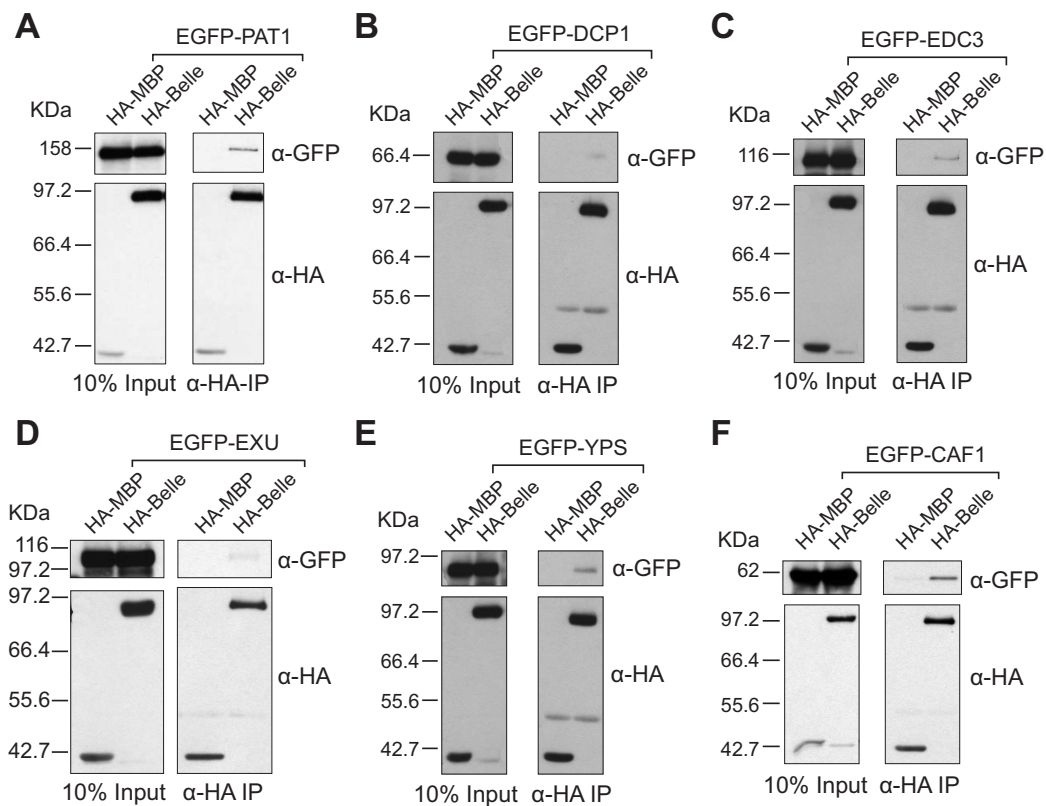 A
EGFP-PAT1
HA-MBP
HA-Belle
HA-MBP
HA-Belle
KDa
158
α-GFP
97.2
66.4
55.6
42.7
α-HA
10% Input
α-HA-IP
B
EGFP-DCP1
HA-MBP
HA-Belle
HA-MBP
HA-Belle
KDa
66.4
α-GFP
97.2
66.4
55.6
42.7
α-HA
10% Input
α-HA IP
C
EGFP-EDC3
HA-MBP
HA-Belle
HA-MBP
HA-Belle
KDa
116
α-GFP
97.2
66.4
55.6
42.7
α-HA
10% Input
α-HA IP
D
EGFP-EXU
HA-MBP
HA-Belle
HA-MBP
HA-Belle
KDa
116
97.2
α-GFP
97.2
66.4
55.6
42.7
α-HA
10% Input
α-HA IP
E
EGFP-YPS
HA-MBP
HA-Belle
HA-MBP
HA-Belle
KDa
97.2
α-GFP
97.2
66.4
55.6
42.7
α-HA
10% Input
α-HA IP
F
EGFP-CAF1
HA-MBP
HA-Belle
HA-MBP
HA-Belle
KDa
62
α-GFP
97.2
66.4
55.6
42.7
α-HA
10% Input
α-HA IP